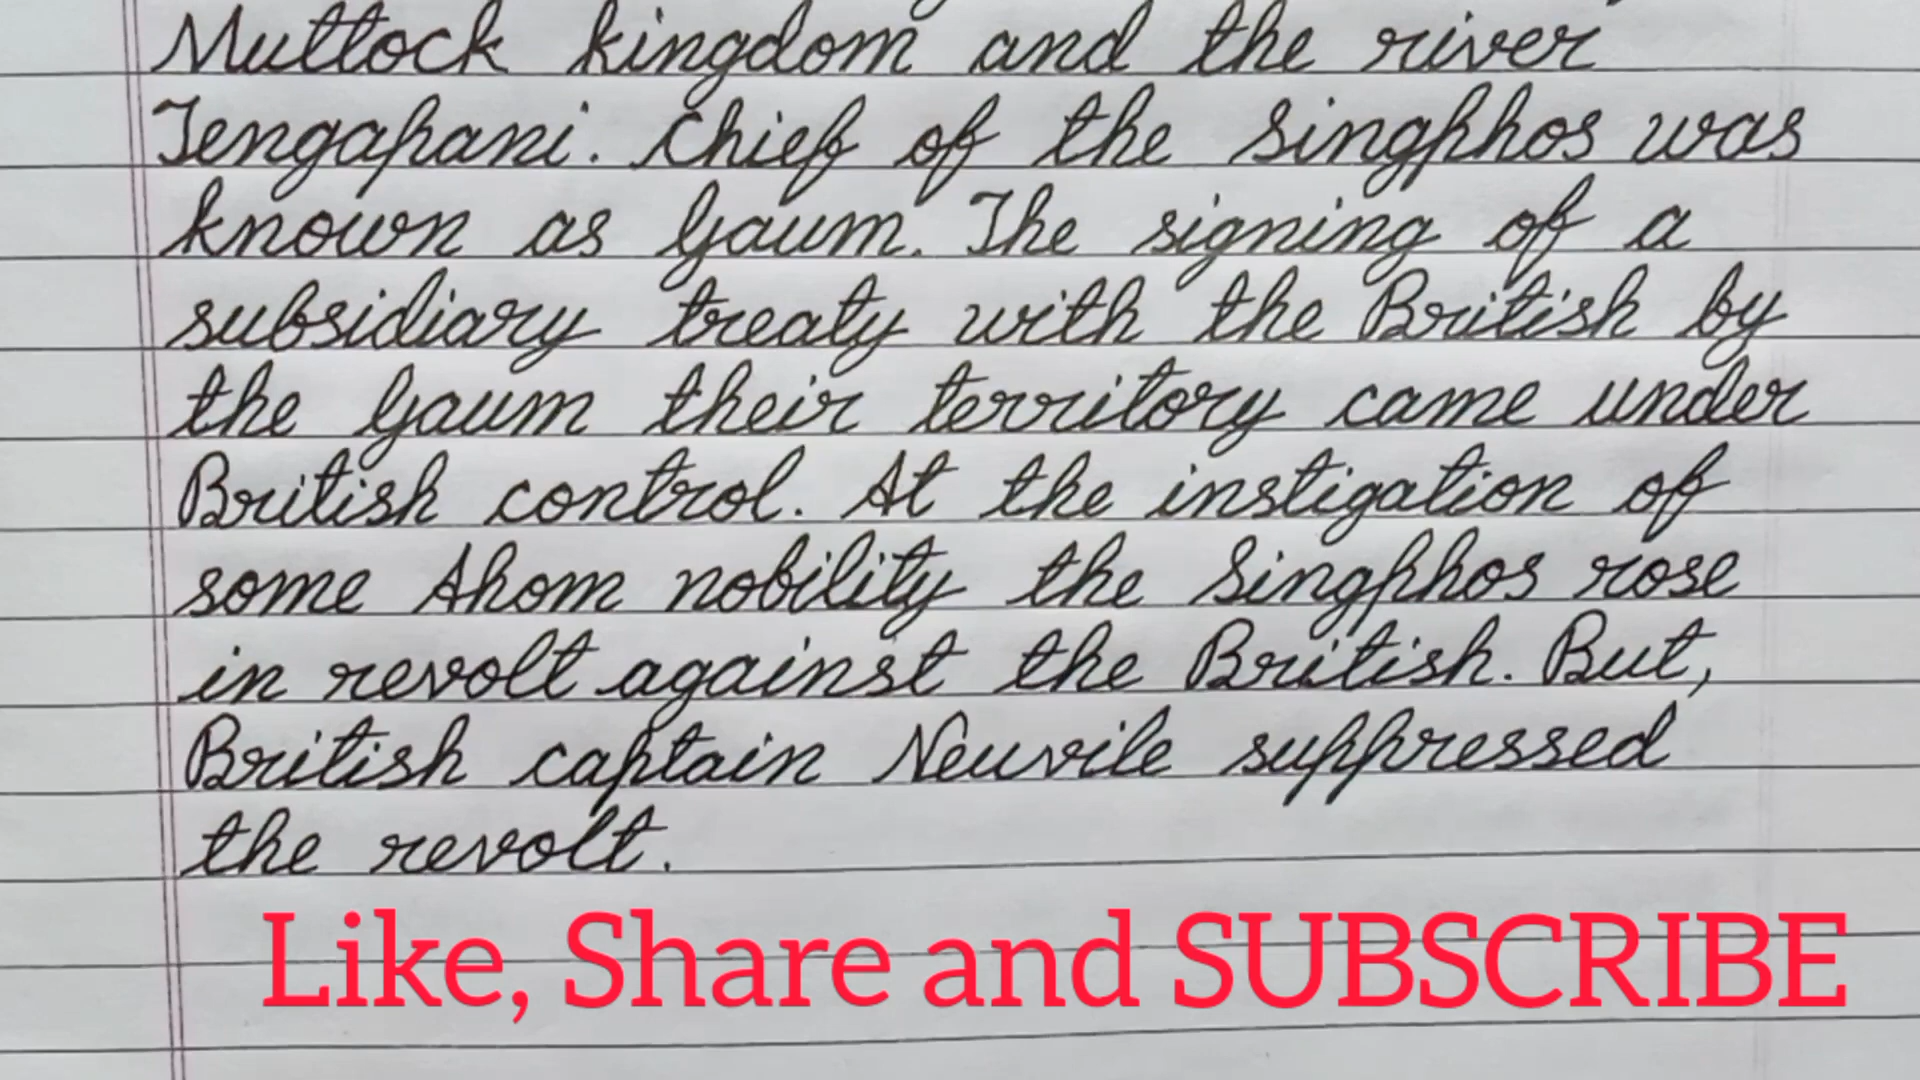 Muttock kingdom and the river
Tengapani. Chief of the Singphos was
known as Gaum. The signing of a
subsidiary treaty with the British by
the Gaum their territory came under
British control. At the instigation of
some Ahom nobility the Singphos rose
in revolt against the British. But,
British captain Neuvile suppressed
the revolt.
Like, Share and SUBSCRIBE